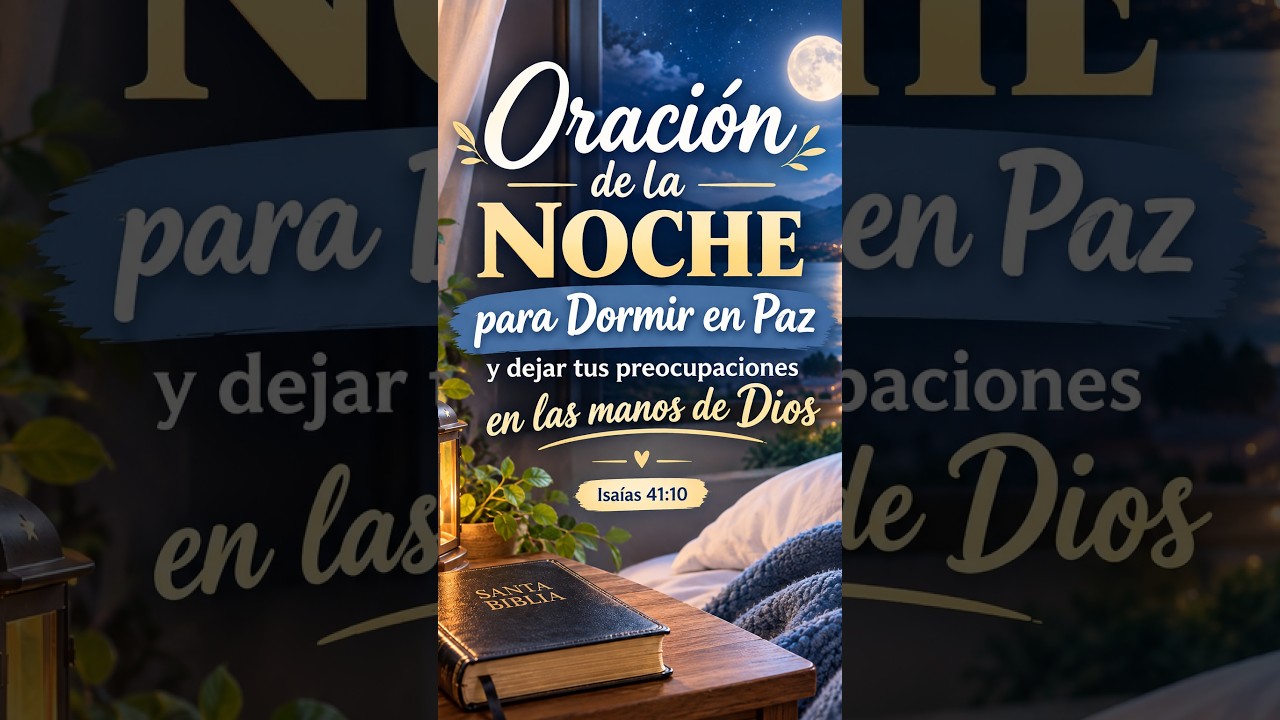 Oración
de la
NOCHE
para Dormir en Paz
y dejar tus preocupaciones
en las manos de Dios
Isaías 41:10
SANTA
BIBLIA